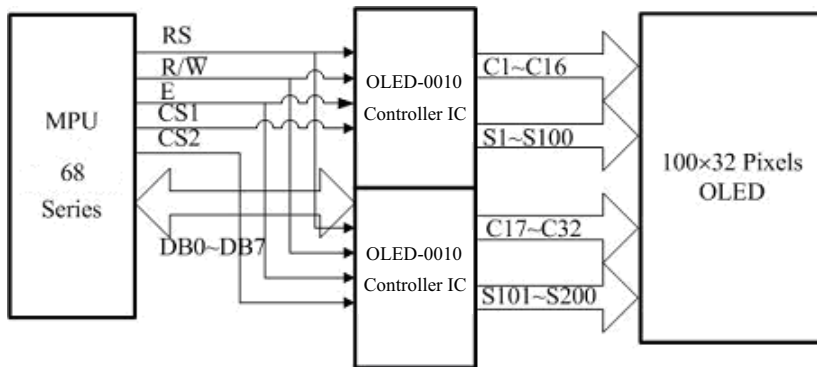 MPU
68
Series
RS
R/W̅
E
CS1
CS2
DB0~DB7
OLED-0010
Controller IC
OLED-0010
Controller IC
C1~C16
S1~S100
C17~C32
S101~S200
100×32 Pixels
OLED